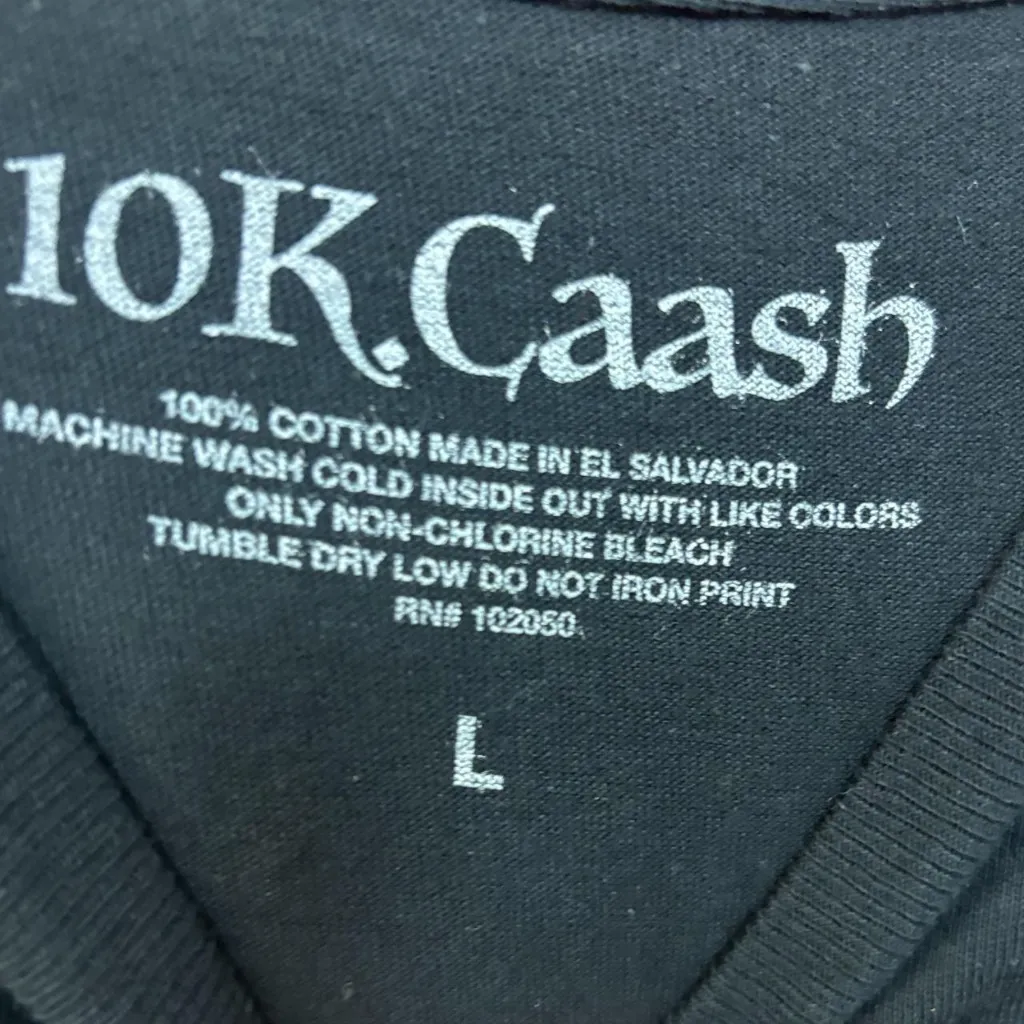 10K.Caash
100% COTTON MADE IN EL SALVADOR
MACHINE WASH COLD INSIDE OUT WITH LIKE COLORS
ONLY NON-CHLORINE BLEACH
TUMBLE DRY LOW DO NOT IRON PRINT
RN# 102050
L